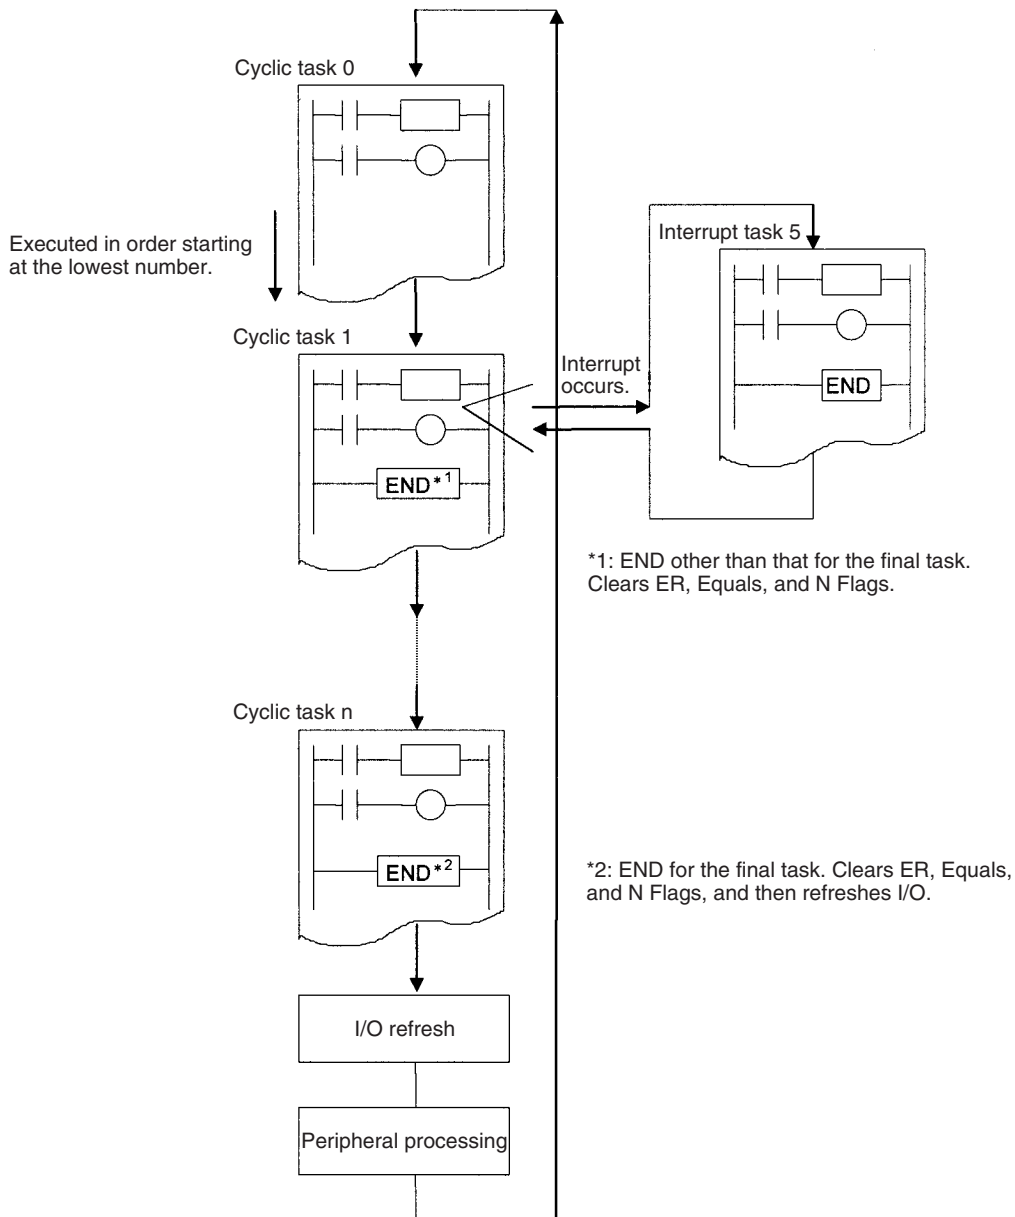 Cyclic task 0
Executed in order starting
at the lowest number.
Interrupt task 5
Cyclic task 1
Interrupt
occurs.
END
END*1
*1: END other than that for the final task.
Clears ER, Equals, and N Flags.
Cyclic task n
END*2
*2: END for the final task. Clears ER, Equals,
and N Flags, and then refreshes I/O.
I/O refresh
Peripheral processing